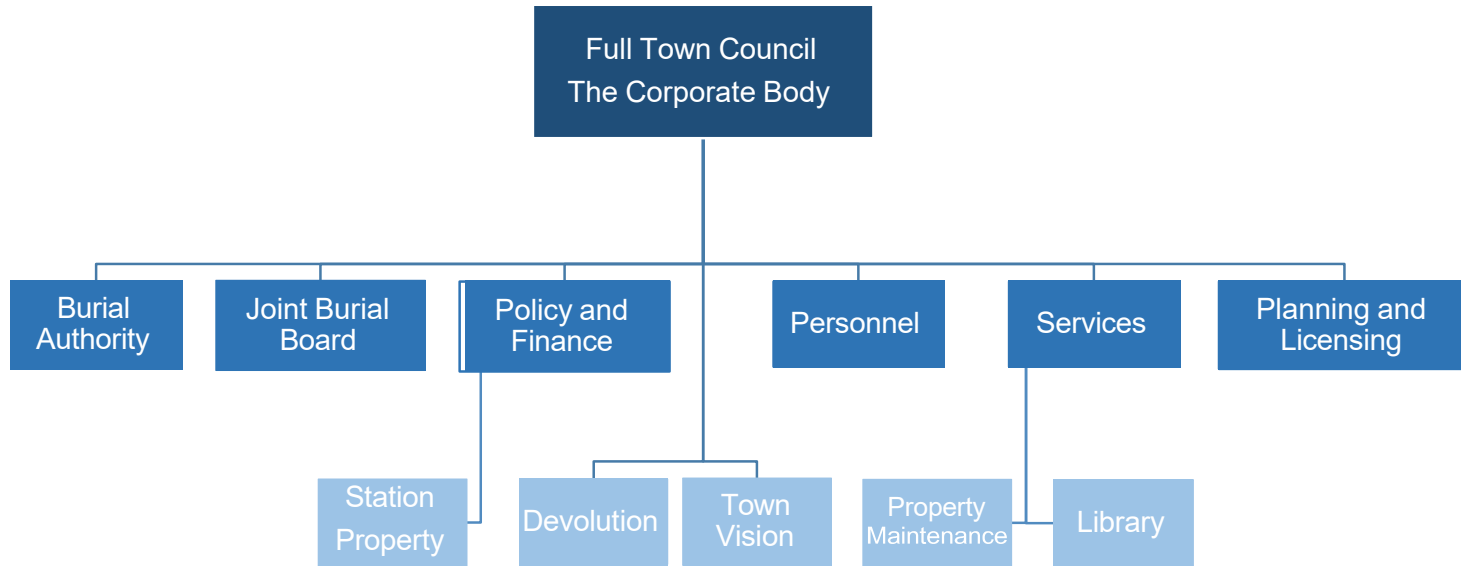 Full Town Council
The Corporate Body
Burial
Authority
Joint Burial
Board
Policy and
Finance
Personnel
Services
Planning and
Licensing
Station
Property
Devolution
Town
Vision
Property
Maintenance
Library